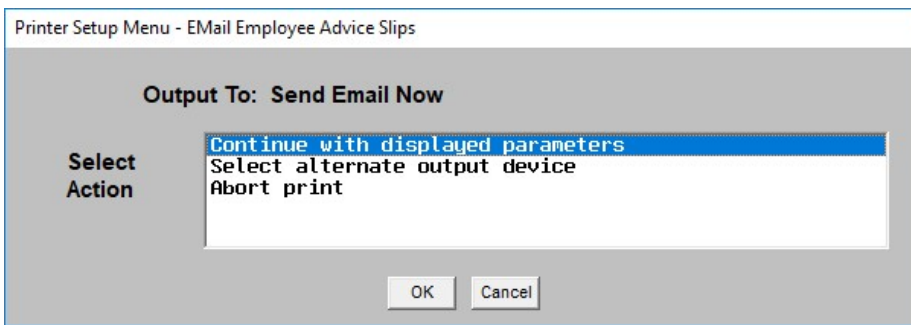 Printer Setup Menu - EMail Employee Advice Slips
Output To: Send Email Now
Select
Action
Continue with displayed parameters
Select alternate output device
Abort print
OK
Cancel